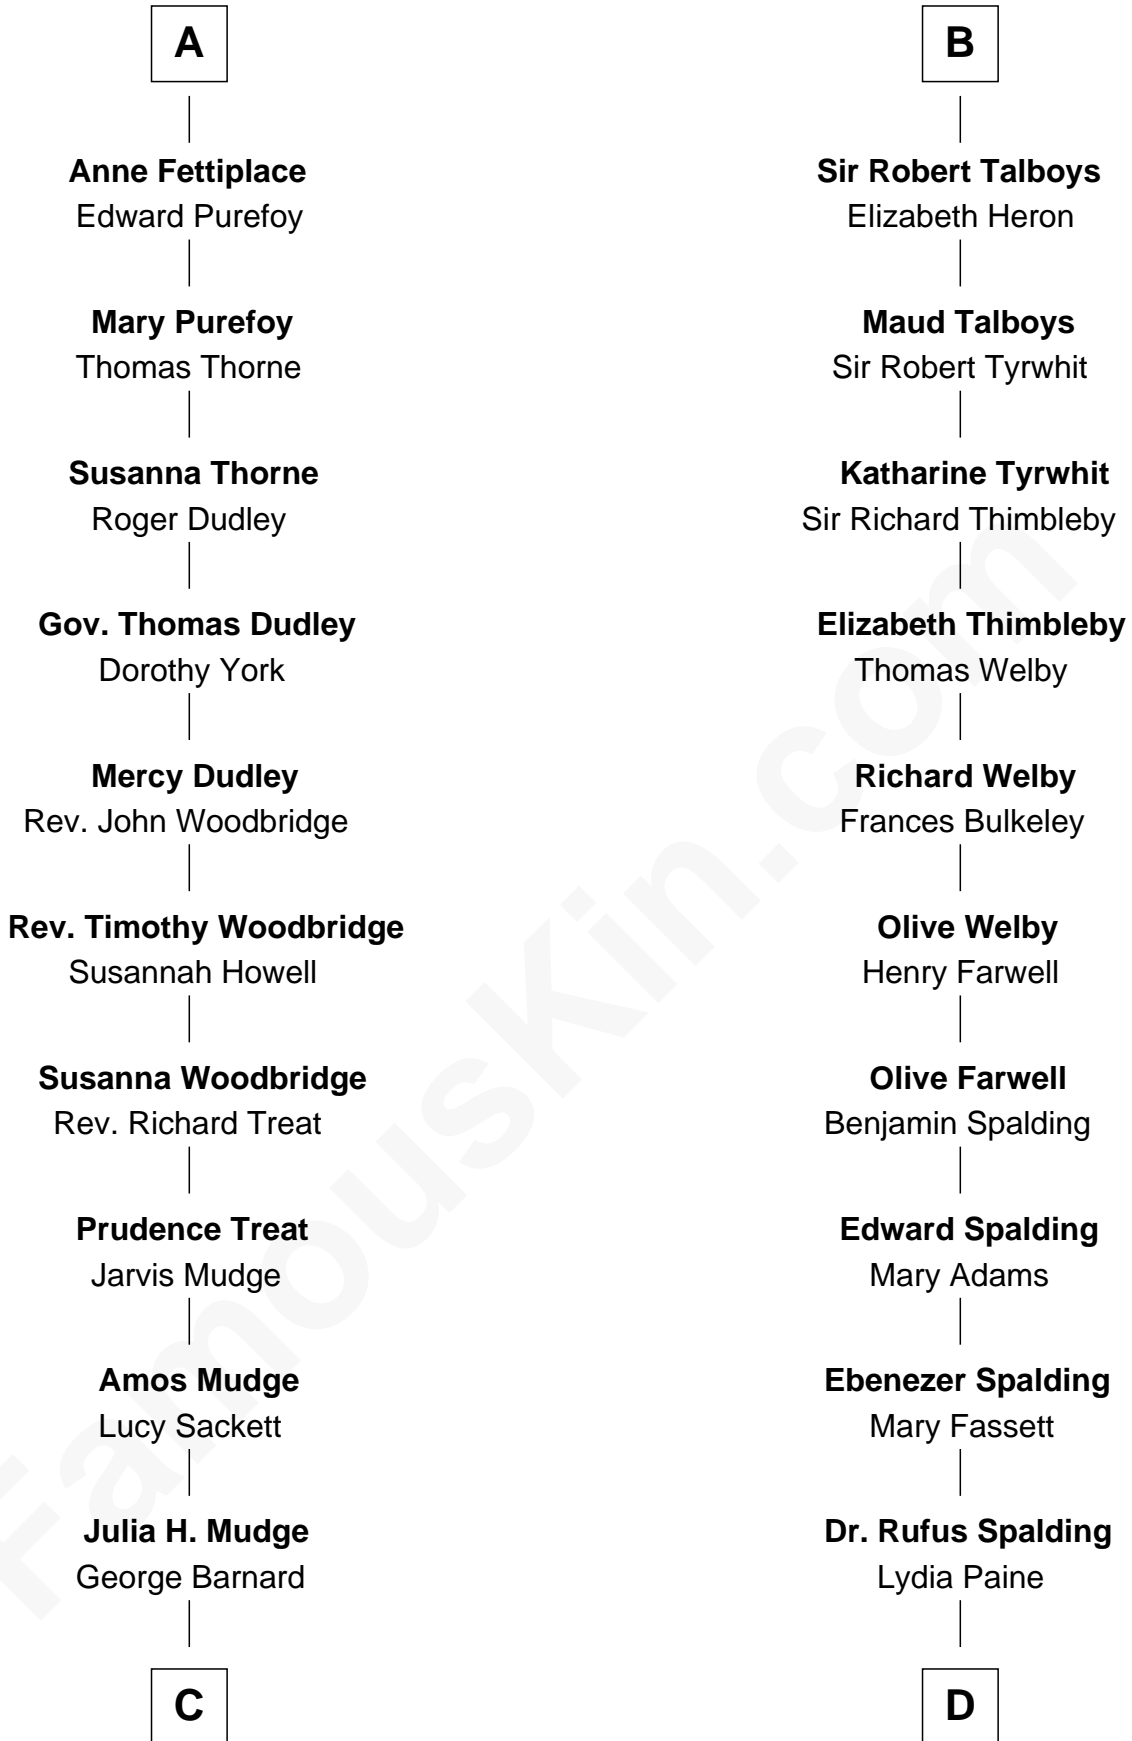 A
Anne Fettiplace
Edward Purefoy
Mary Purefoy
Thomas Thorne
Susanna Thorne
Roger Dudley
Gov. Thomas Dudley
Dorothy York
Mercy Dudley
Rev. John Woodbridge
Rev. Timothy Woodbridge
Susannah Howell
Susanna Woodbridge
Rev. Richard Treat
Prudence Treat
Jarvis Mudge
Amos Mudge
Lucy Sackett
Julia H. Mudge
George Barnard
C
B
Sir Robert Talboys
Elizabeth Heron
Maud Talboys
Sir Robert Tyrwhit
Katharine Tyrwhit
Sir Richard Thimbleby
Elizabeth Thimbleby
Thomas Welby
Richard Welby
Frances Bulkeley
Olive Welby
Henry Farwell
Olive Farwell
Benjamin Spalding
Edward Spalding
Mary Adams
Ebenezer Spalding
Mary Fassett
Dr. Rufus Spalding
Lydia Paine
D
FamousKin.com